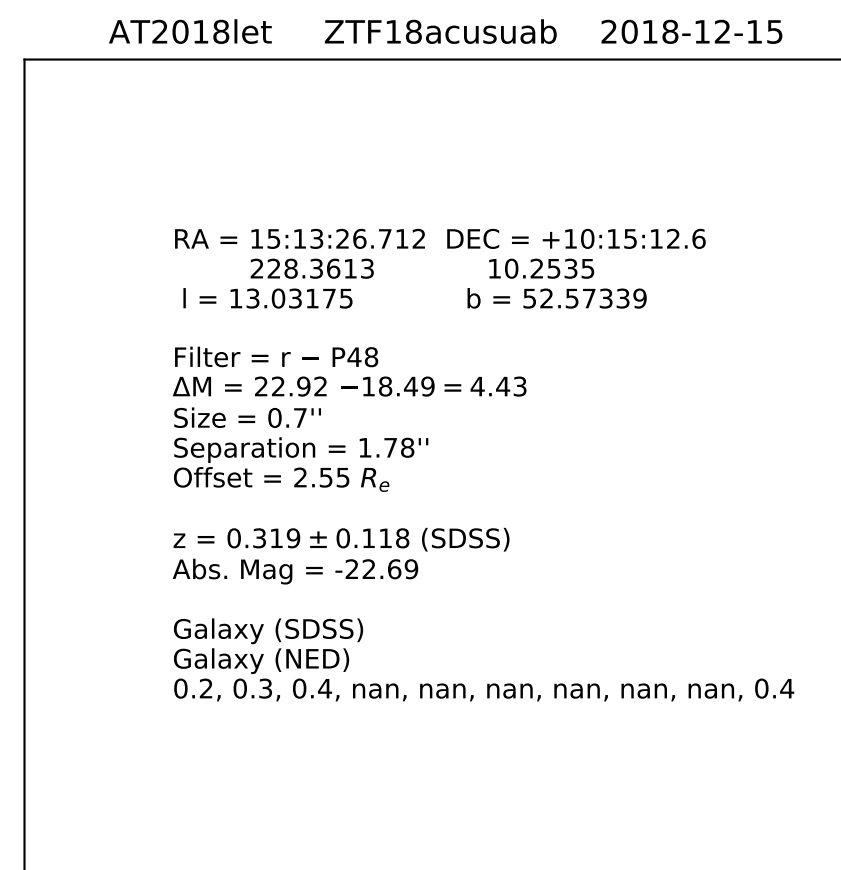 AT2018let ZTF18acusuab 2018-12-15
RA = 15:13:26.712 DEC = +10:15:12.6
228.3613 10.2535
l = 13.03175 b = 52.57339
Filter = r − P48
ΔM = 22.92 −18.49 = 4.43
Size = 0.7''
Separation = 1.78''
Offset = 2.55 Re
z = 0.319 ± 0.118 (SDSS)
Abs. Mag = -22.69
Galaxy (SDSS)
Galaxy (NED)
0.2, 0.3, 0.4, nan, nan, nan, nan, nan, nan, 0.4